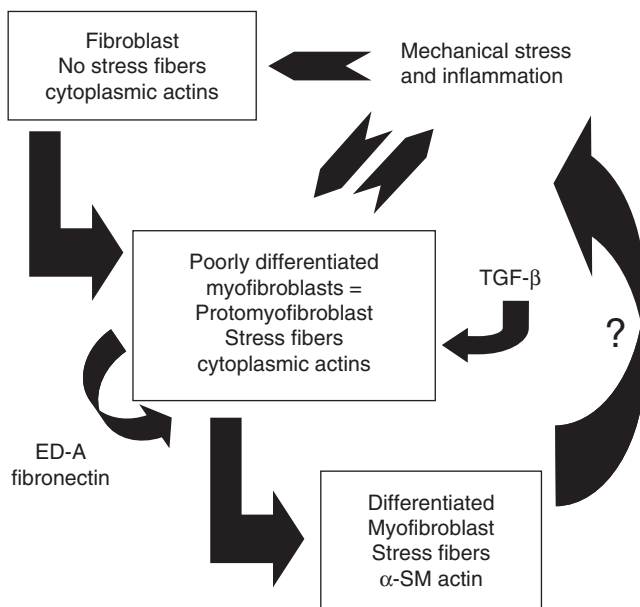 Fibroblast
No stress fibers
cytoplasmic actins
Mechanical stress
and inflammation
Poorly differentiated
myofibroblasts =
Protomyofibroblast
Stress fibers
cytoplasmic actins
TGF-β
?
ED-A
fibronectin
Differentiated
Myofibroblast
Stress fibers
α-SM actin